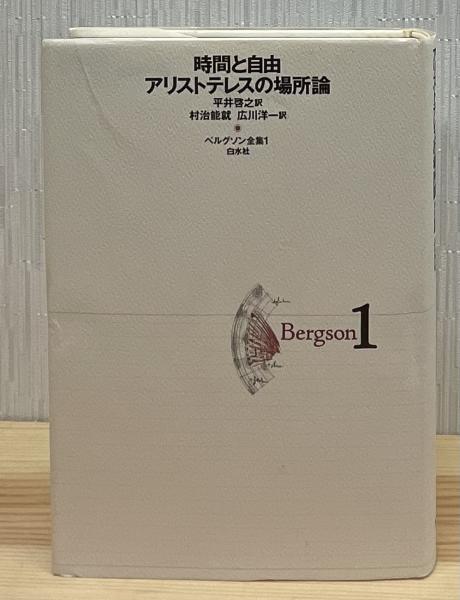 時間と自由
アリストテレスの場所論
平井啓之訳
村治能就 広川洋一訳
ベルグソン全集1
白水社
Bergson1